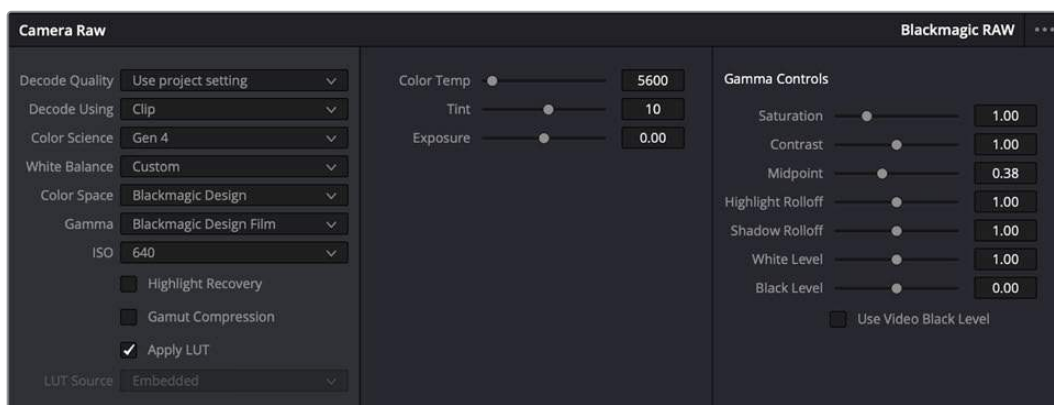 Camera Raw
Blackmagic RAW
Decode Quality Use project setting
Decode Using Clip
Color Science Gen 4
White Balance Custom
Color Space Blackmagic Design
Gamma Blackmagic Design Film
ISO 640
Highlight Recovery
Gamut Compression
Apply LUT
LUT Source Embedded
Color Temp 5600
Tint 10
Exposure 0.00
Gamma Controls
Saturation 1.00
Contrast 1.00
Midpoint 0.38
Highlight Rolloff 1.00
Shadow Rolloff 1.00
White Level 1.00
Black Level 0.00
Use Video Black Level